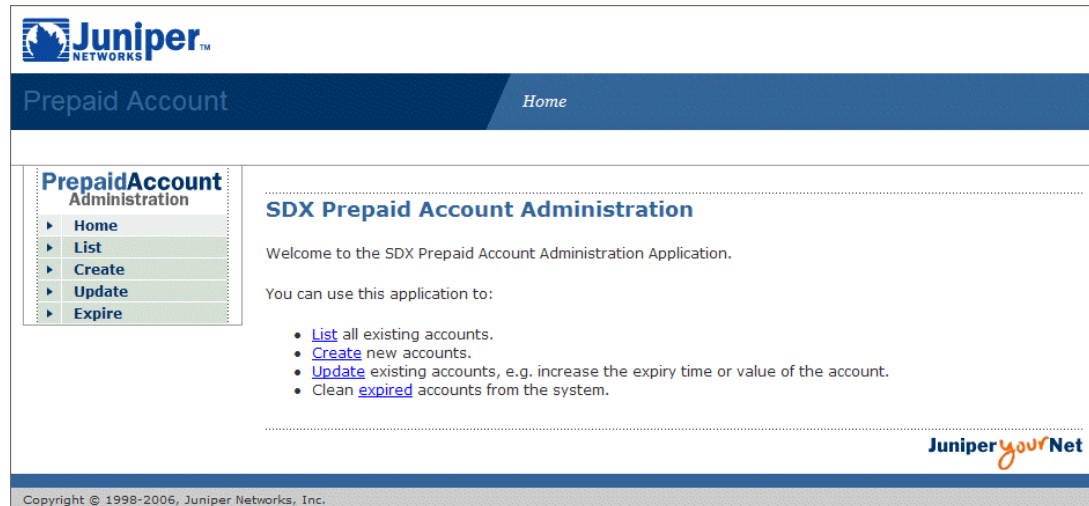 Juniper™
NETWORKS
Prepaid Account
Home
PrepaidAccount
Administration
Home
List
Create
Update
Expire
SDX Prepaid Account Administration
Welcome to the SDX Prepaid Account Administration Application.
You can use this application to:
• List all existing accounts.
• Create new accounts.
• Update existing accounts, e.g. increase the expiry time or value of the account.
• Clean expired accounts from the system.
Juniper your Net
Copyright © 1998-2006, Juniper Networks, Inc.